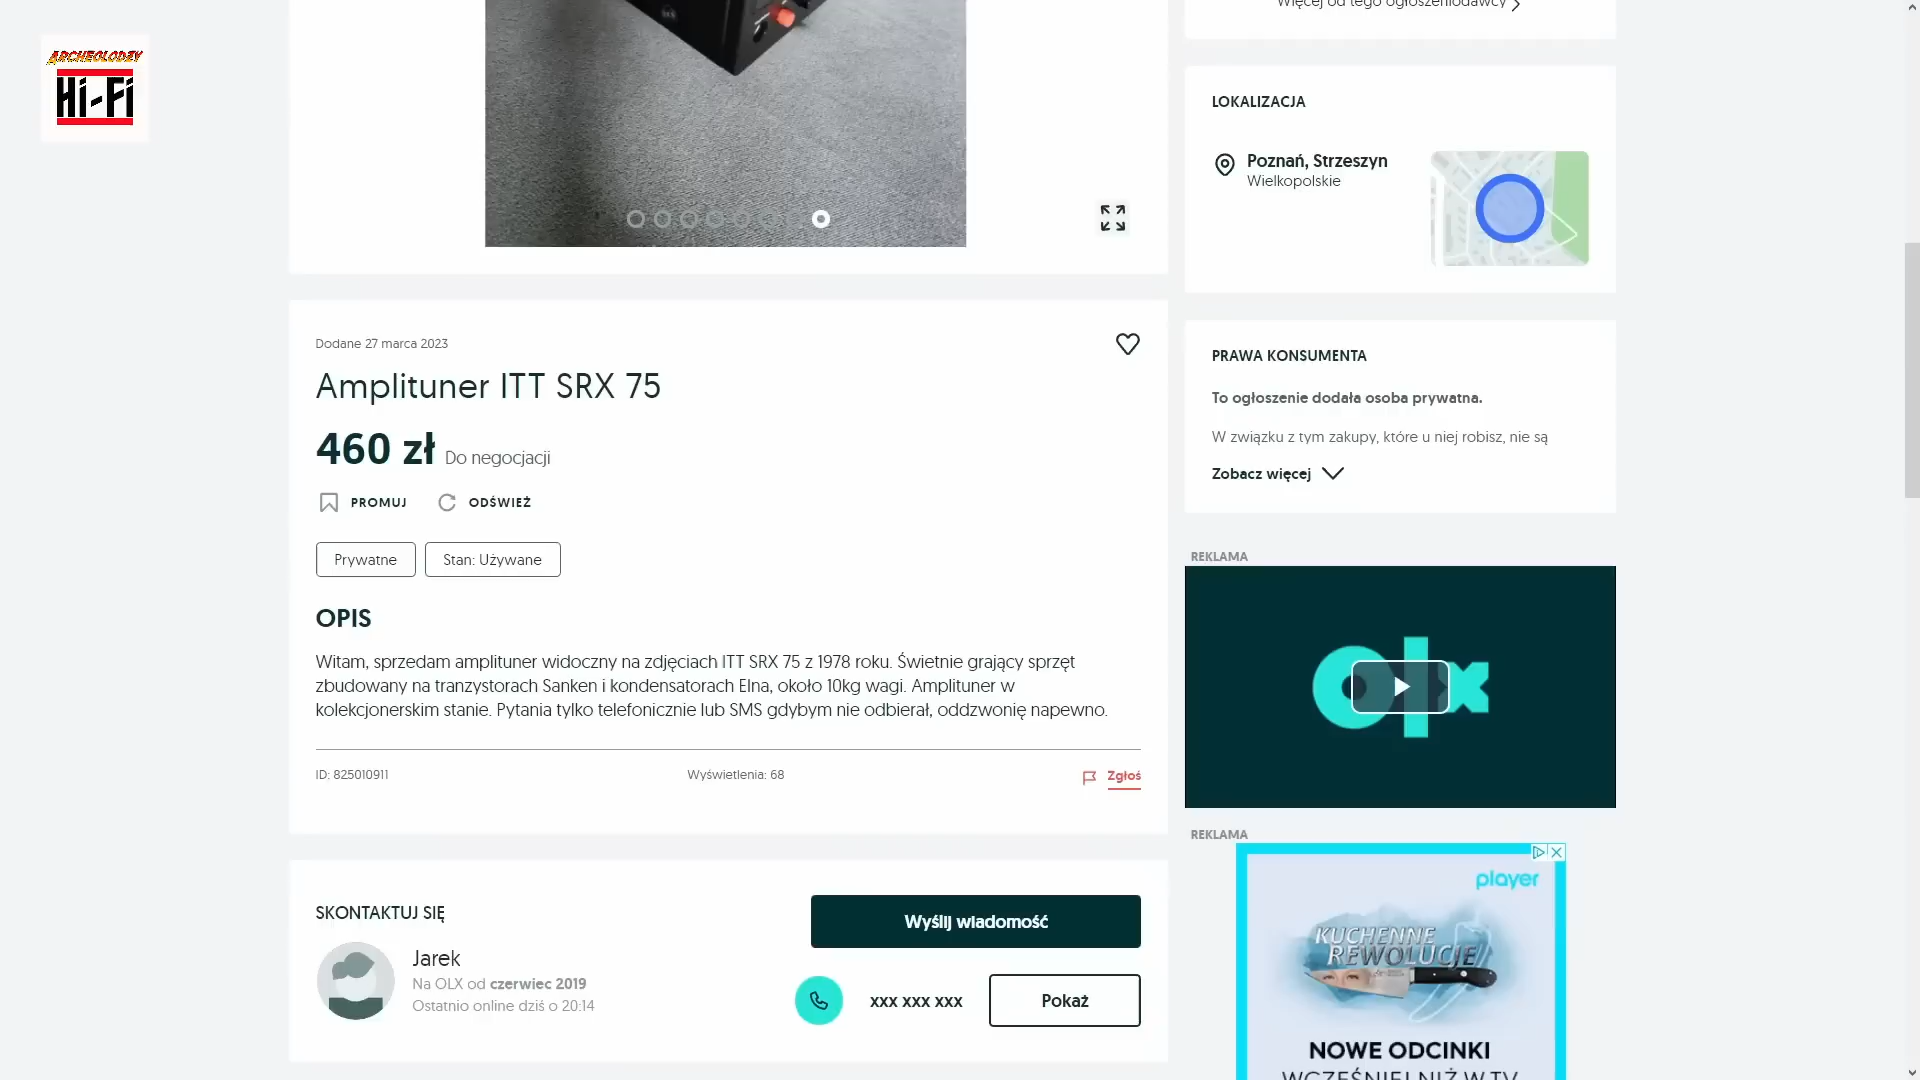 ARCHEOLODZY
Hi-Fi
Więcej od tego ogłoszeniodawcy
LOKALIZACJA
Poznań, Strzeszyn
Wielkopolskie
Dodane 27 marca 2023
Amplituner ITT SRX 75
460 zł Do negocjacji
PROMUJ ODŚWIEŻ
Prywatne Stan: Używane
OPIS
Witam, sprzedam amplituner widoczny na zdjęciach ITT SRX 75 z 1978 roku. Świetnie grający sprzęt
zbudowany na tranzystorach Sanken i kondensatorach Elna, około 10kg wagi. Amplituner w
kolekcjonerskim stanie. Pytania tylko telefonicznie lub SMS gdybym nie odbierał, oddzwonię napewno.
ID: 825010911 Wyświetlenia: 68 Zgłoś
SKONTAKTUJ SIĘ
Wyślij wiadomość
Jarek
Na OLX od czerwiec 2019
Ostatnio online dziś o 20:14
xxx xxx xxx Pokaż
PRAWA KONSUMENTA
To ogłoszenie dodała osoba prywatna.
W związku z tym zakupy, które u niej robisz, nie są
Zobacz więcej
REKLAMA
olx
REKLAMA
player
KUCHENNE
REWOLUCJE
NOWE ODCINKI
WCZEŚNIEJ NIŻ W TV